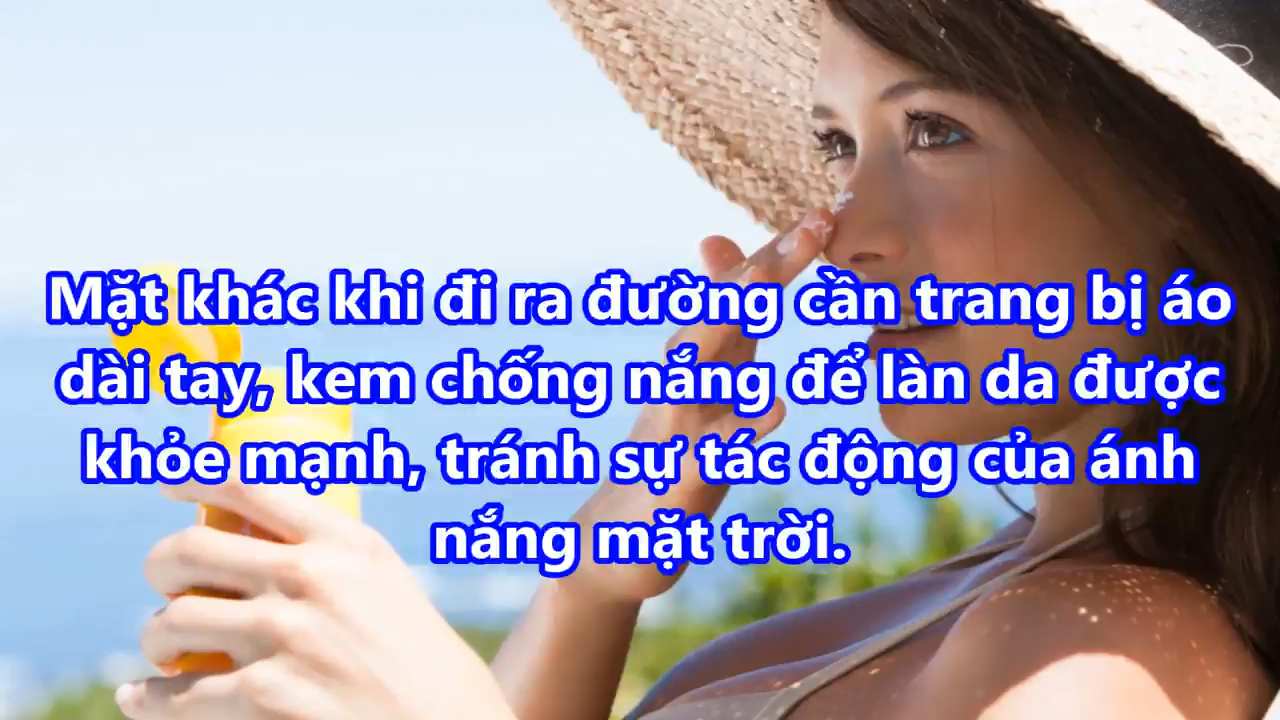 Mặt khác khi đi ra đường cần trang bị áo
dài tay, kem chống nắng để làn da được
khỏe mạnh, tránh sự tác động của ánh
nắng mặt trời.